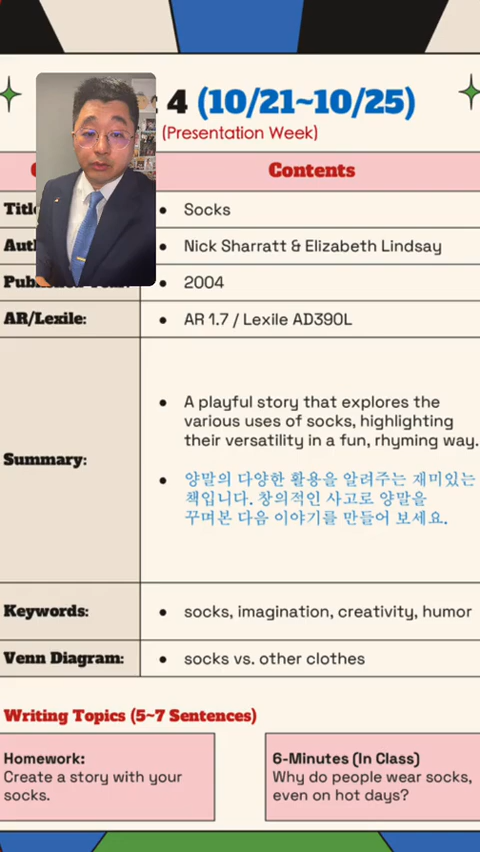 4 (10/21~10/25)
(Presentation Week)
Contents
• Socks
• Nick Sharratt & Elizabeth Lindsay
• 2004
AR/Lexile:
• AR 1.7 / Lexile AD390L
Summary:
• A playful story that explores the
various uses of socks, highlighting
their versatility in a fun, rhyming way.
• 양말의 다양한 활용을 알려주는 재미있는
책입니다. 창의적인 사고로 양말을
꾸며본 다음 이야기를 만들어 보세요.
Keywords:
• socks, imagination, creativity, humor
Venn Diagram:
• socks vs. other clothes
Writing Topics (5~7 Sentences)
Homework:
Create a story with your
socks.
6-Minutes (In Class)
Why do people wear socks,
even on hot days?